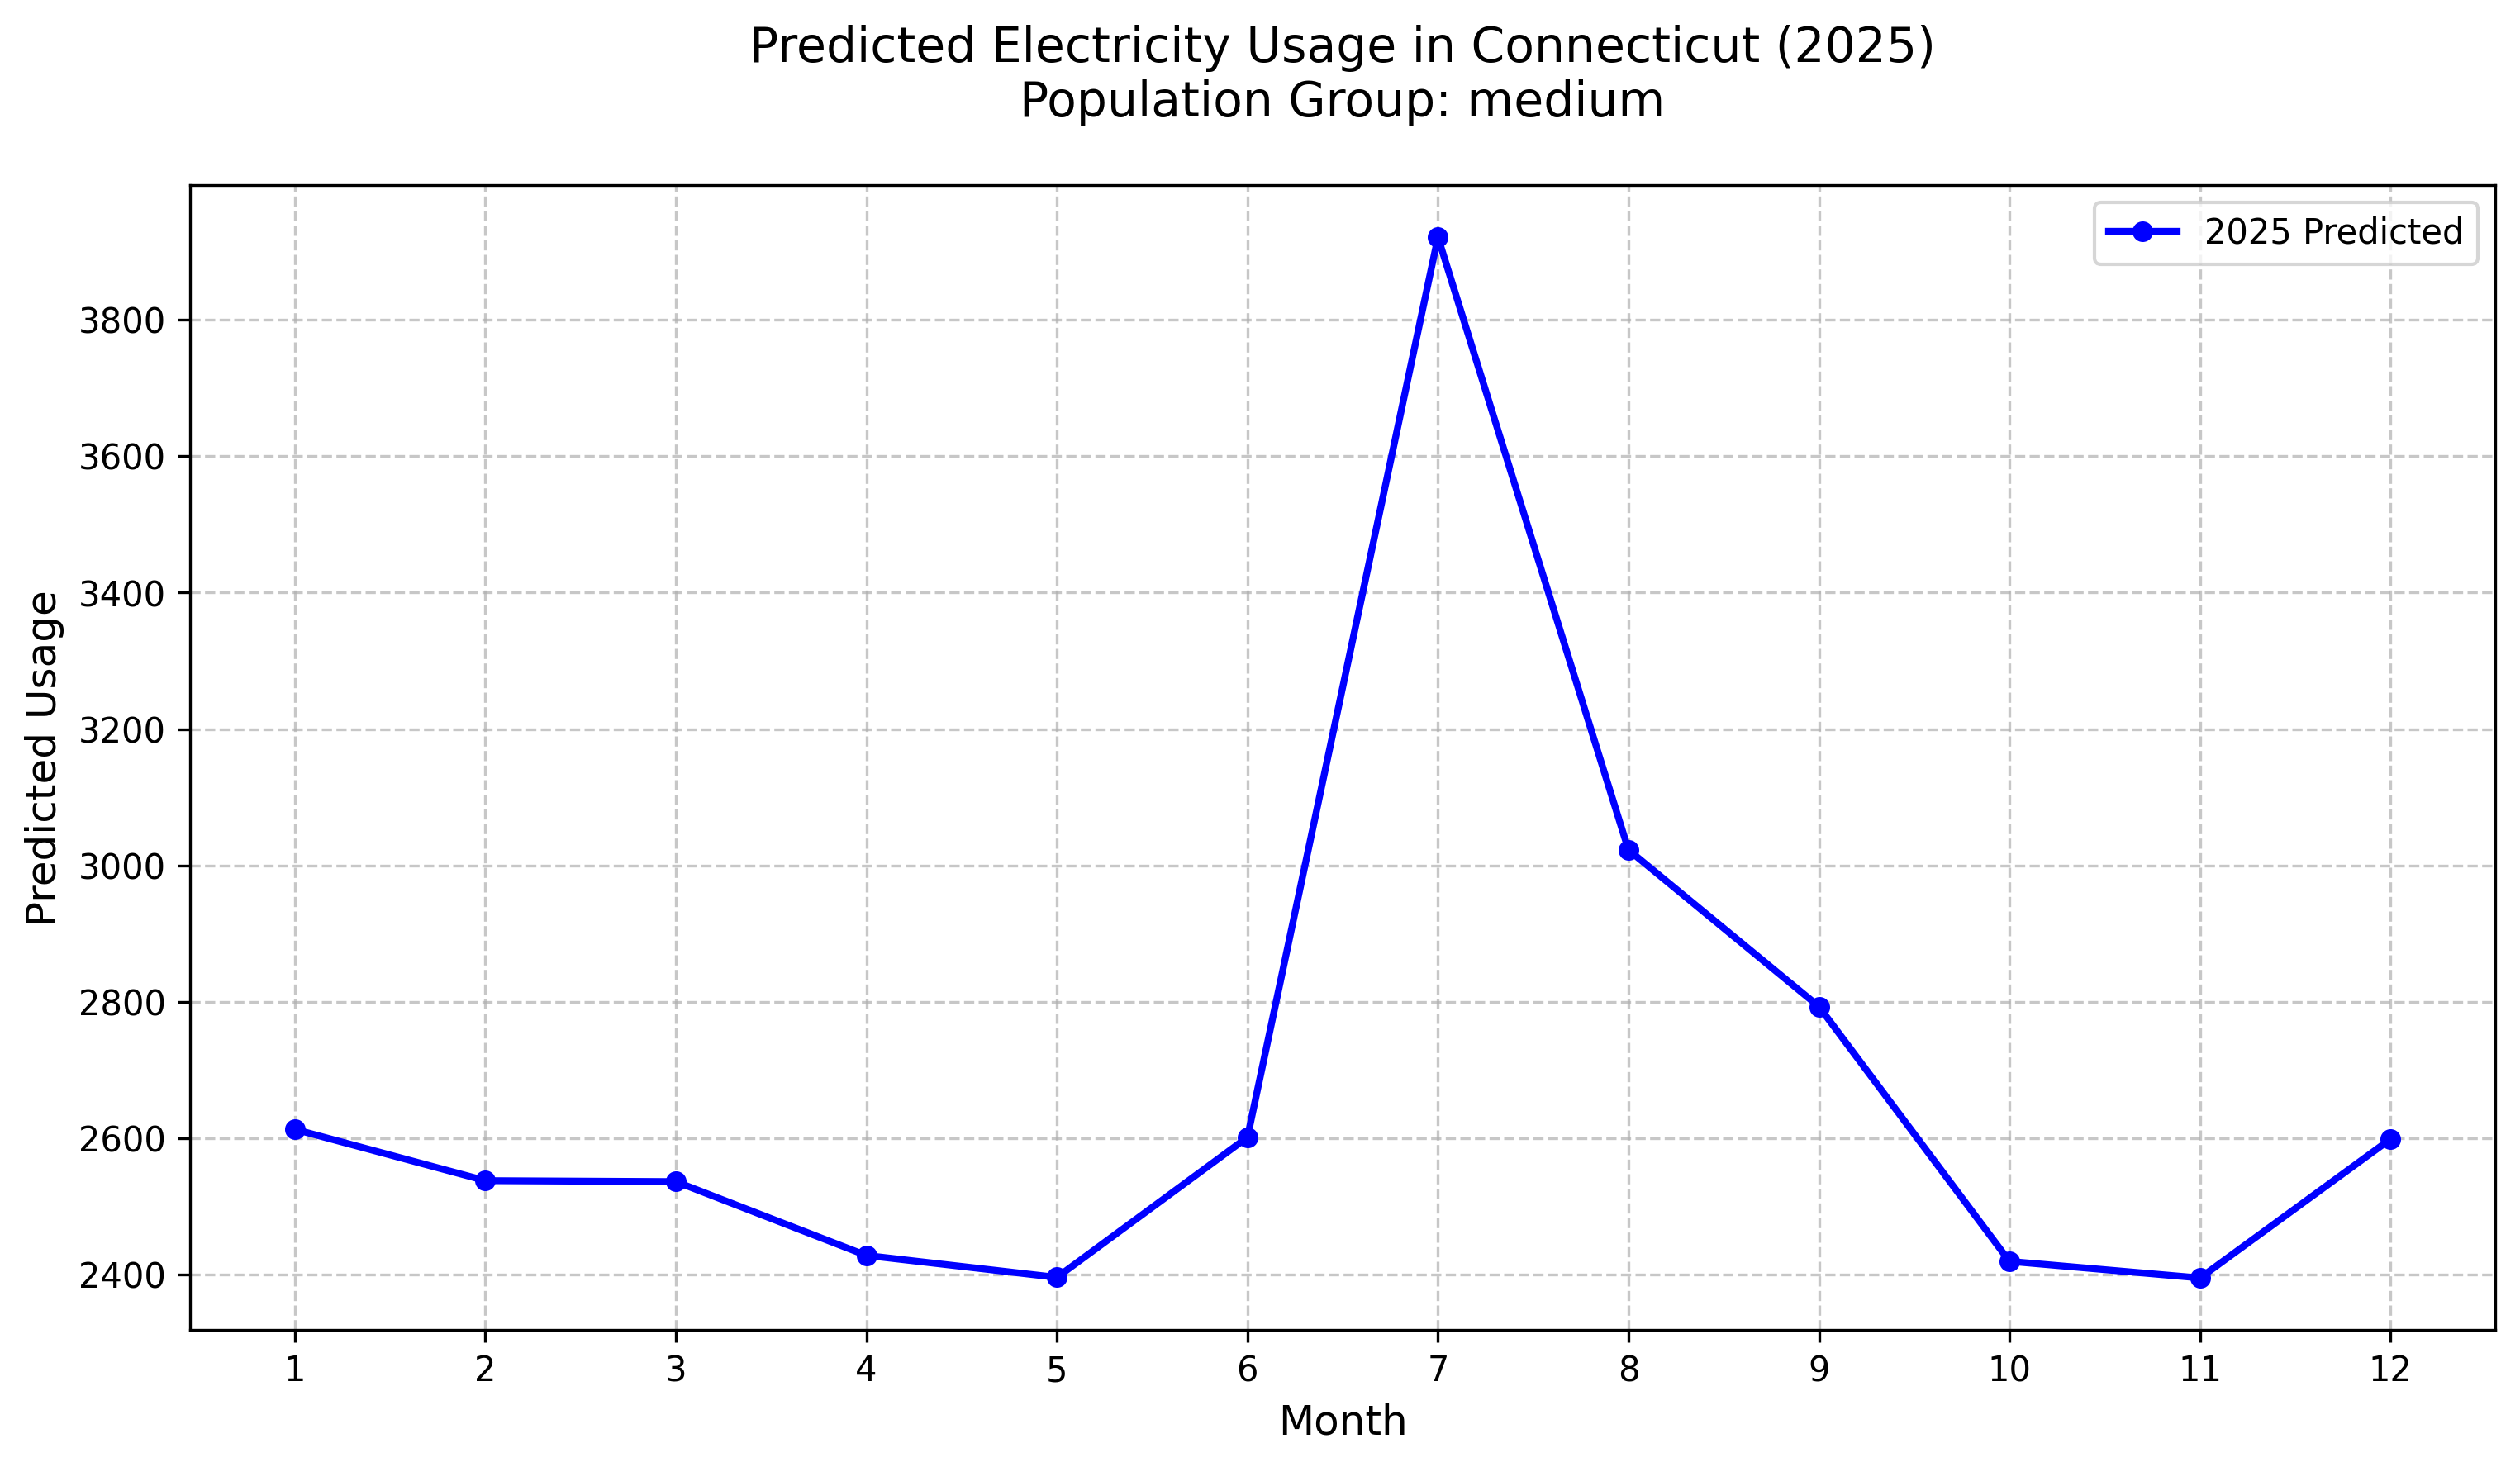 Predicted Electricity Usage in Connecticut (2025)
Population Group: medium
2025 Predicted
Predicted Usage
3800
3600
3400
3200
3000
2800
2600
2400
1 2 3 4 5 6 7 8 9 10 11 12
Month